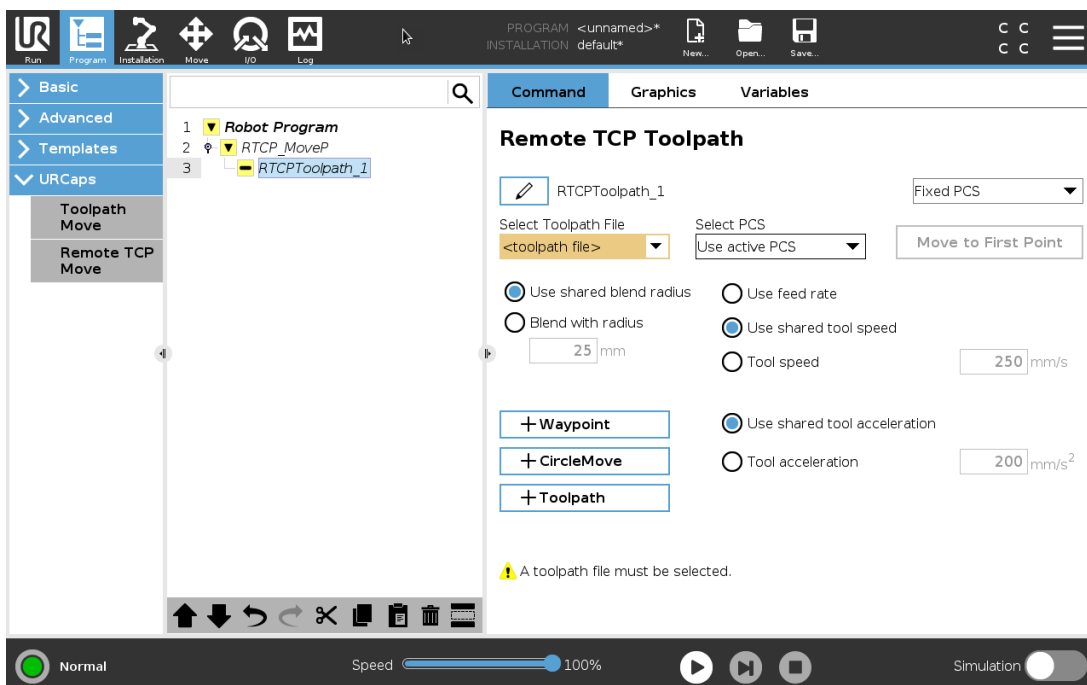 UR
Run
Program
Installation
Move
I/O
Log
PROGRAM <unnamed>*
INSTALLATION default*
New...
Open...
Save...
C C
C C
Basic
Advanced
Templates
URCaps
Toolpath
Move
Remote TCP
Move
1 Robot Program
2 RTCP_MoveP
3 RTCPToolpath_1
Command Graphics Variables
Remote TCP Toolpath
RTCPToolpath_1
Fixed PCS
Select Toolpath File
Select PCS
<toolpath file>
Use active PCS
Move to First Point
Use shared blend radius
Use feed rate
Blend with radius
Use shared tool speed
25 mm
Tool speed
250 mm/s
+ Waypoint
Use shared tool acceleration
+ CircleMove
Tool acceleration
200 mm/s²
+ Toolpath
A toolpath file must be selected.
Normal
Speed
100%
Simulation